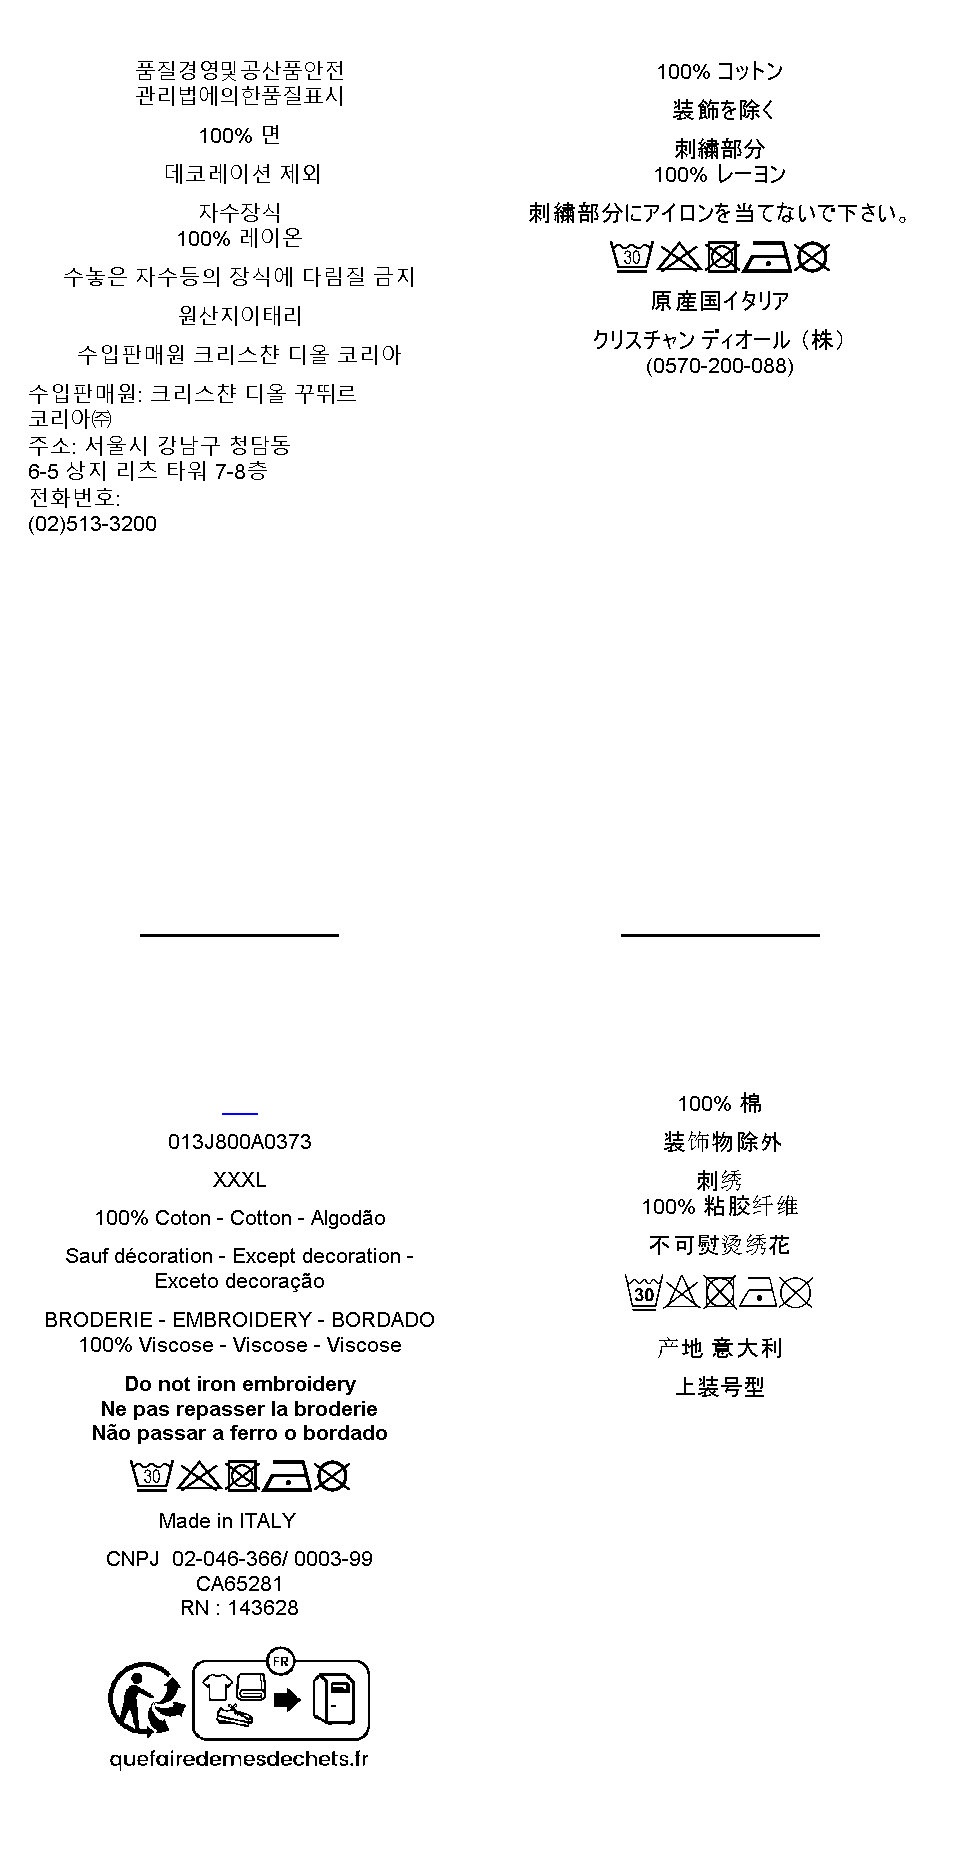 품질경영및공산품안전
관리법에의한품질표시
100% 면
데코레이션 제외
자수장식
100% 레이온
수놓은 자수등의 장식에 다림질 금지
원산지이태리
수입판매원 크리스챤 디올 코리아
수입판매원: 크리스챤 디올 꾸뛰르
코리아㈜
주소: 서울시 강남구 청담동
6-5 상지 리츠 타워 7-8층
전화번호:
(02)513-3200
100% コットン
装飾を除く
刺繍部分
100% レーヨン
刺繍部分にアイロンを当てないで下さい。
30
原産国イタリア
クリスチャン ディオール（株）
(0570-200-088)
013J800A0373
XXXL
100% Coton - Cotton - Algodão
Sauf décoration - Except decoration -
Exceto decoração
BRODERIE - EMBROIDERY - BORDADO
100% Viscose - Viscose - Viscose
Do not iron embroidery
Ne pas repasser la broderie
Não passar a ferro o bordado
30
Made in ITALY
CNPJ  02-046-366/ 0003-99
CA65281
RN : 143628
FR
quefairedemesdechets.fr
100% 棉
装饰物除外
刺绣
100% 粘胶纤维
不可熨烫绣花
30
产地 意大利
上装号型